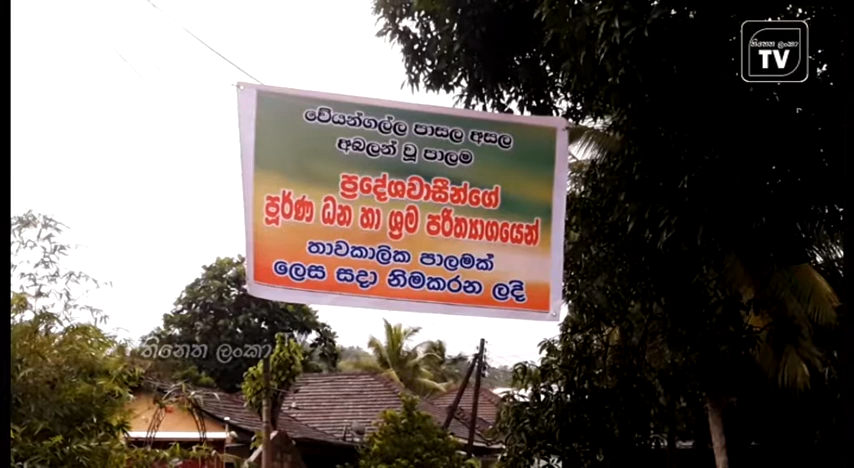 තිනෙත ලංකා
TV
වේයන්ගල්ල පාසල අසල
අබලන් වූ පාලම
ප්‍රදේශවාසීන්ගේ
පූර්ණ ධන හා ශ්‍රම පරිත්‍යාගයෙන්
තාවකාලික පාලමක්
ලෙස සදා නිමකරන ලදී
තිනෙත ලංකා